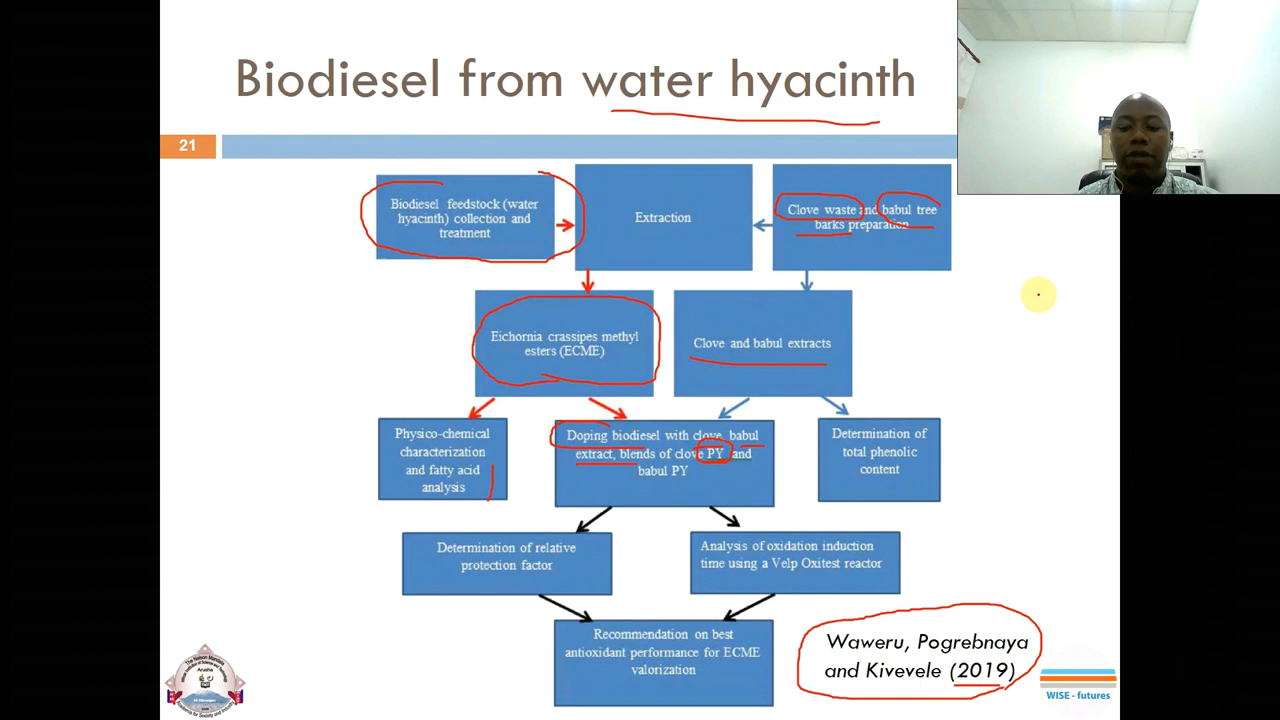 Biodiesel from water hyacinth
21
Biodiesel feedstock (water
hyacinth) collection and
treatment
Extraction
Clove waste and babul tree
barks preparation
Eichornia crassipes methyl
esters (ECME)
Clove and babul extracts
Physico-chemical
characterization
and fatty acid
analysis
Doping biodiesel with clove, babul
extract, blends of clove PY and
babul PY
Determination of
total phenolic
content
Determination of relative
protection factor
Analysis of oxidation induction
time using a Velp Oxitest reactor
Recommendation on best
antioxidant performance for ECME
valorization
Waweru, Pogrebnaya
and Kivevele (2019)
Arusha
WISE - futures